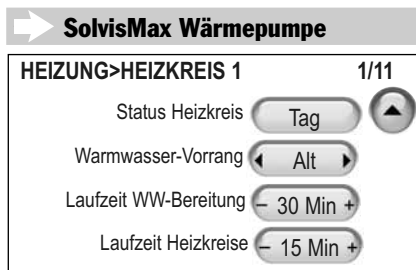 SolvisMax Wärmepumpe
HEIZUNG>HEIZKREIS 1 1/11
Status Heizkreis Tag
Warmwasser-Vorrang Alt
Laufzeit WW-Bereitung – 30 Min +
Laufzeit Heizkreise – 15 Min +